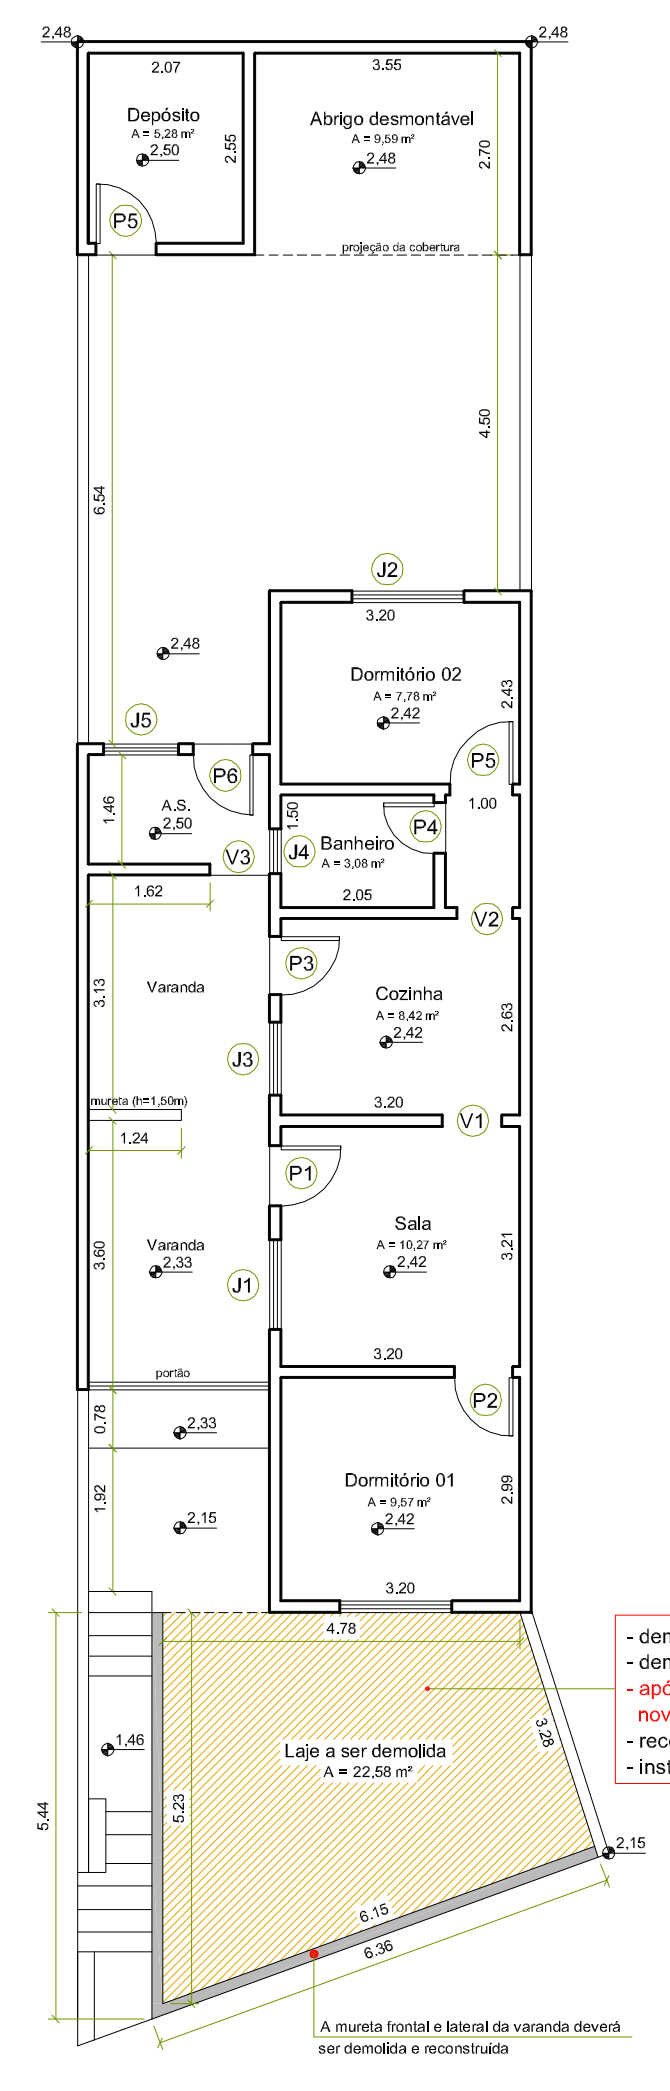 2,48
2,48
2.07
3.55
Depósito
A = 5,28 m²
2,50
2.55
Abrigo desmontável
A = 9,59 m²
2,48
2.70
P5
projeção da cobertura
4.50
6.54
J2
3.20
2,48
Dormitório 02
A = 7,78 m²
2,42
2.43
J5
P6
P5
1.46
A.S.
2,50
V3
1.50
J4
Banheiro
A = 3,08 m²
2.05
P4
1.00
1.62
V2
3.13
Varanda
P3
Cozinha
A = 8,42 m²
2,42
2.63
J3
mureta (h=1,50m)
3.20
V1
1.24
P1
3.60
Varanda
2,33
Sala
A = 10,27 m²
2,42
3.21
J1
3.20
portão
P2
0.78
2,33
1.92
2,15
Dormitório 01
A = 9,57 m²
2,42
2.99
3.20
4.78
- den
- den
- apó
nov
- reco
- inst
3.28
1,46
Laje a ser demolida
A = 22,58 m²
5.44
5.23
2,15
6.15
6.36
A mureta frontal e lateral da varanda deverá
ser demolida e reconstruída